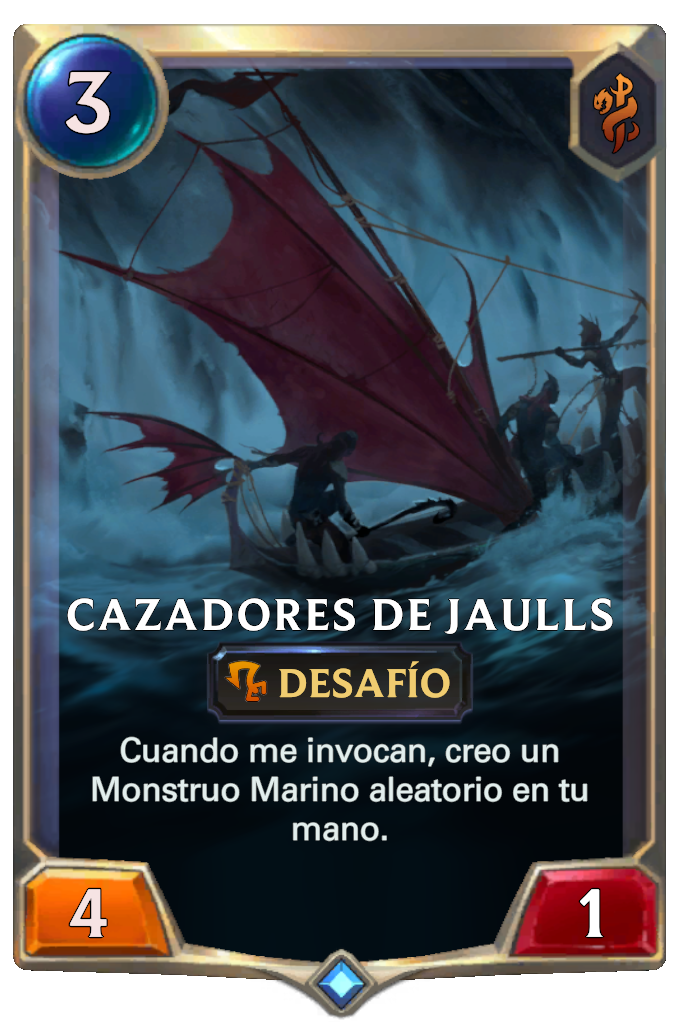 3
CAZADORES DE JAULLS
DESAFÍO
Cuando me invocan, creo un
Monstruo Marino aleatorio en tu
mano.
4
1